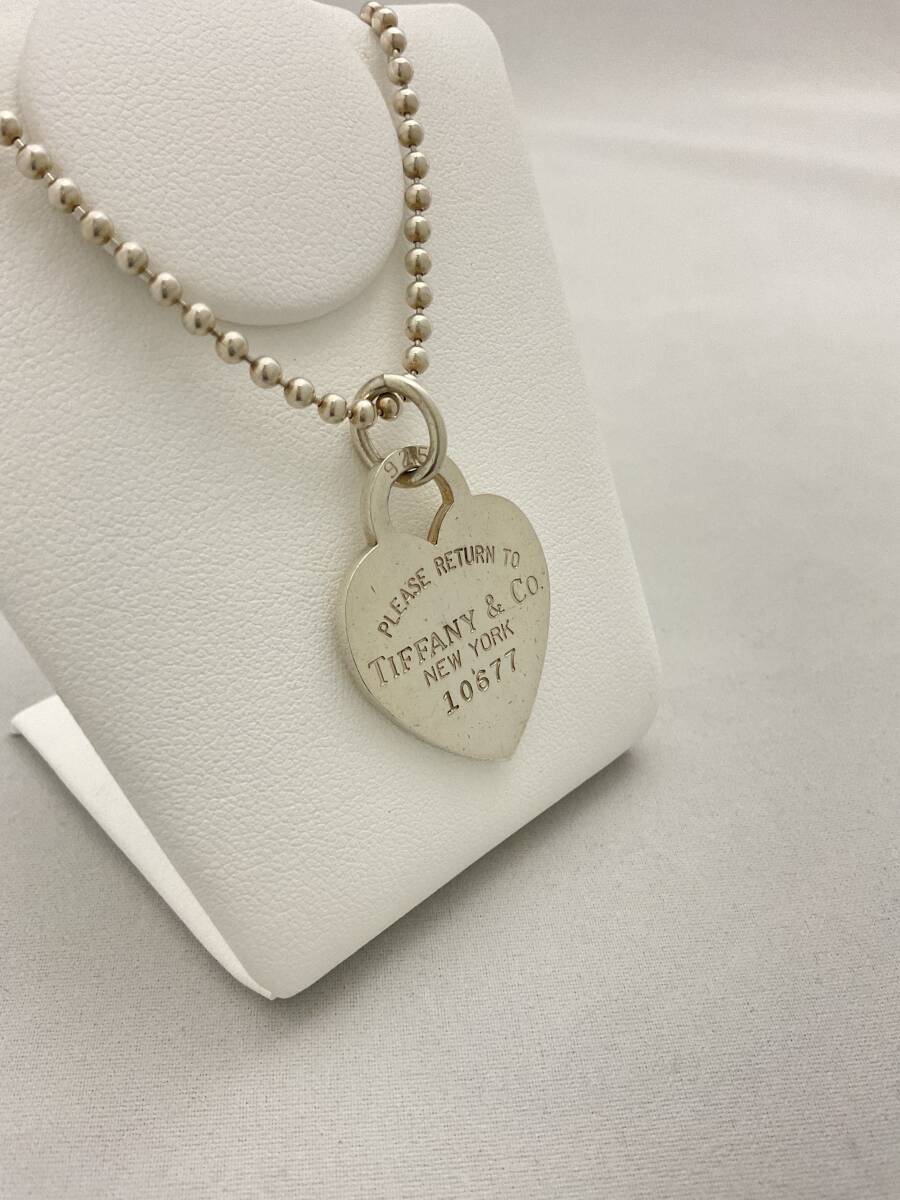 925
PLEASE RETURN TO
TIFFANY & CO.
NEW YORK
10677